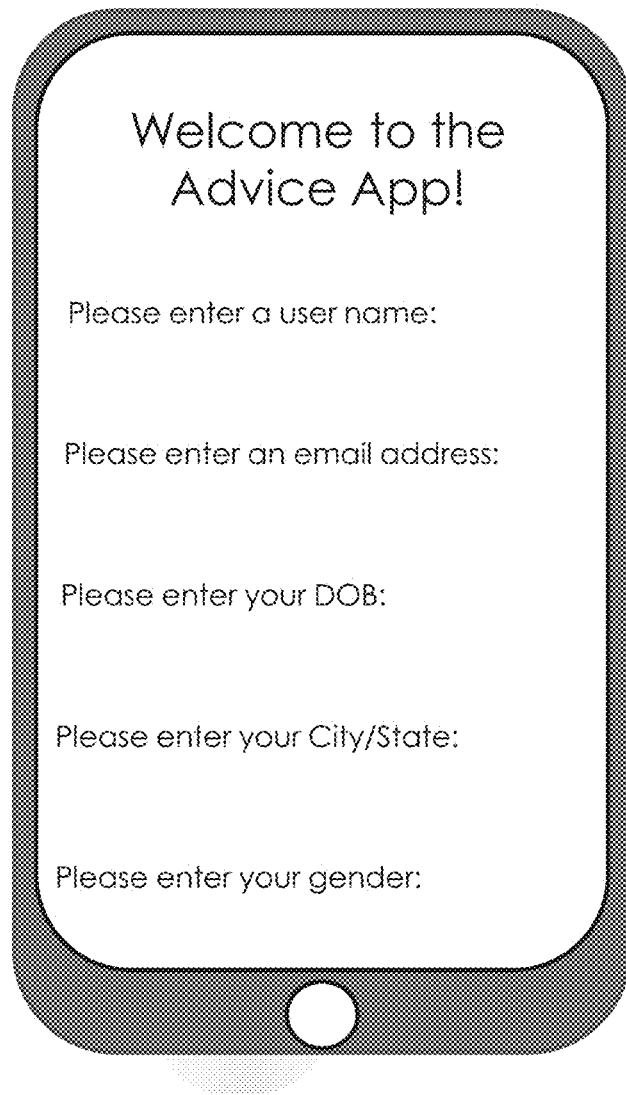 Welcome to the
Advice App!
Please enter a user name:
Please enter an email address:
Please enter your DOB:
Please enter your City/State:
Please enter your gender: